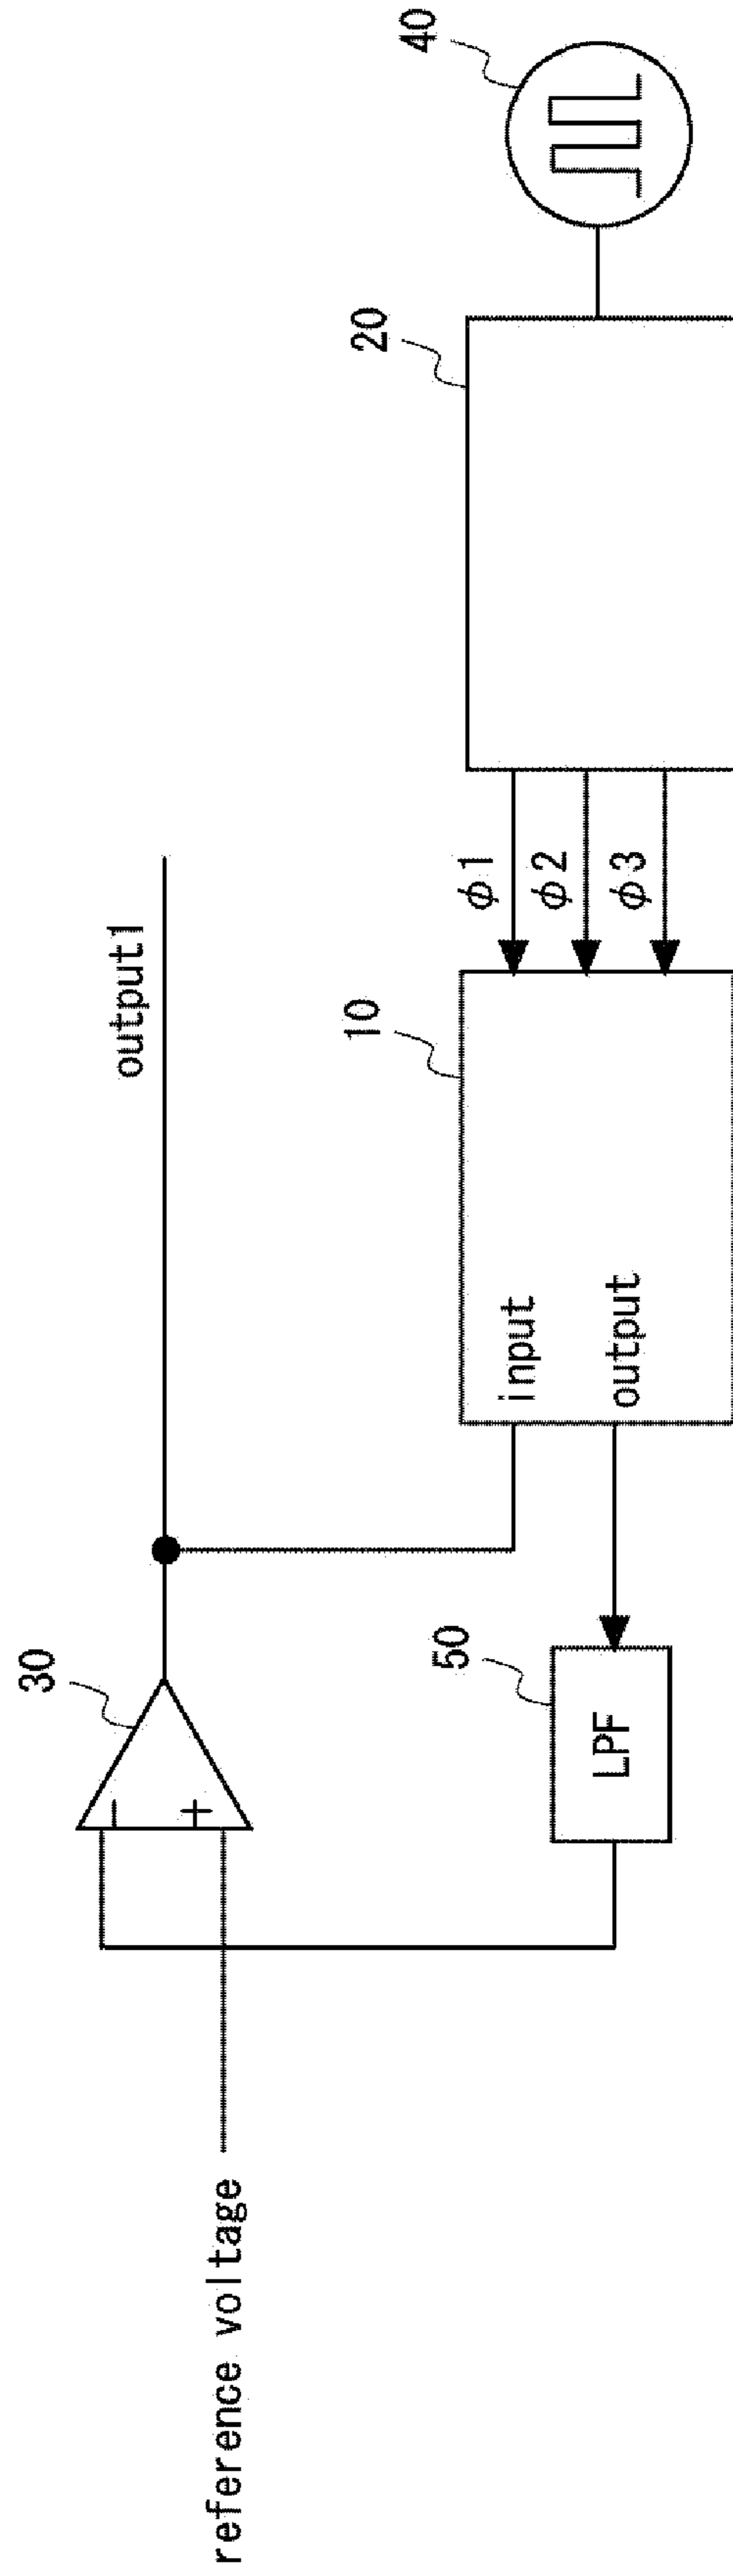 reference voltage
30
−
+
output1
50
LPF
10
input
output
φ1
φ2
φ3
20
40